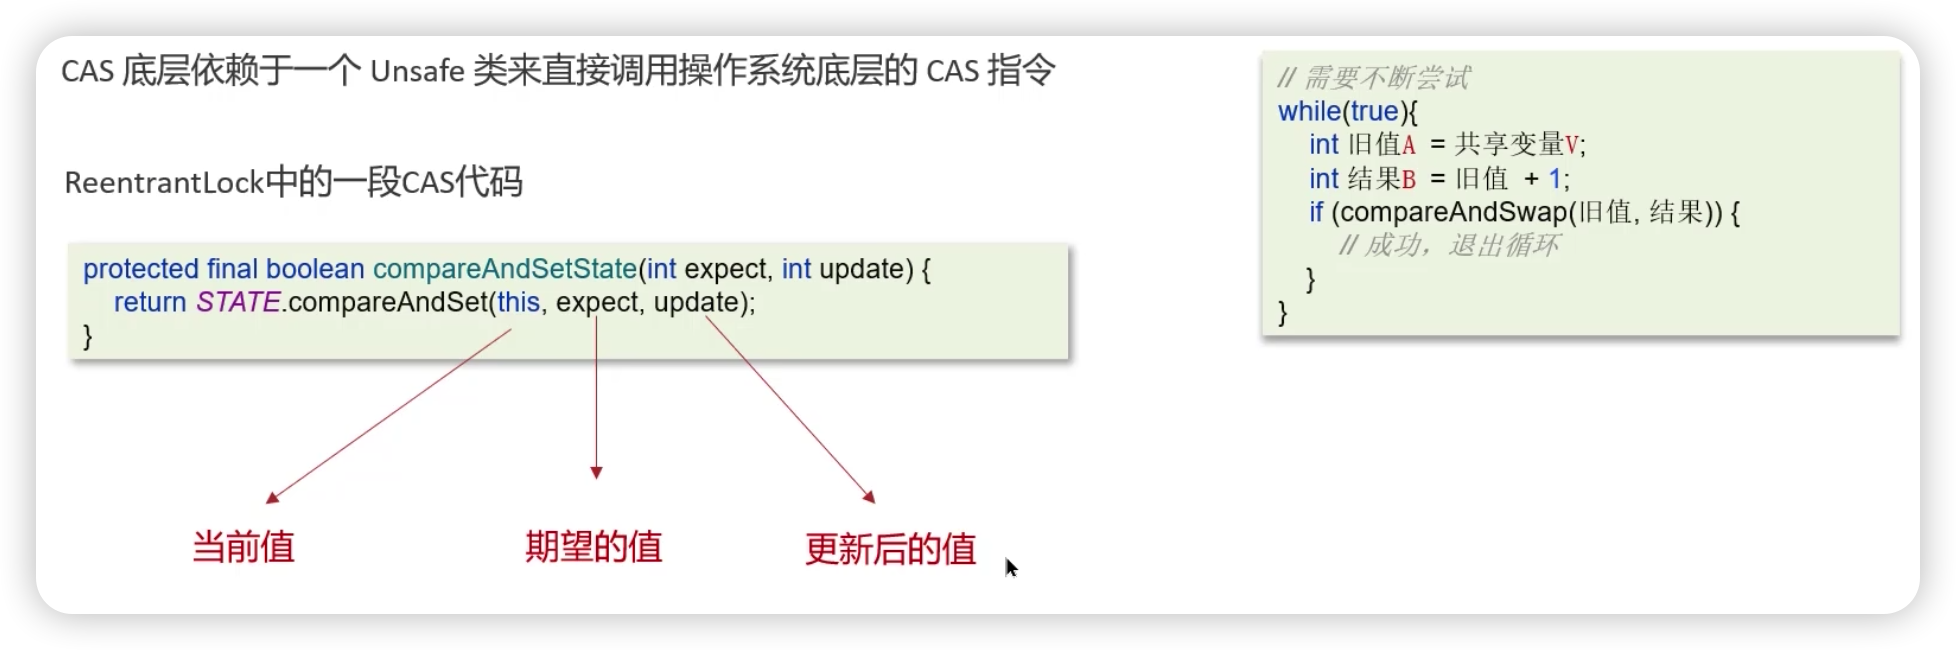 CAS 底层依赖于一个 Unsafe 类来直接调用操作系统底层的 CAS 指令
ReentrantLock中的一段CAS代码
protected final boolean compareAndSetState(int expect, int update) {
return STATE.compareAndSet(this, expect, update);
}
当前值
期望的值
更新后的值
// 需要不断尝试
while(true){
int 旧值A = 共享变量V;
int 结果B = 旧值 + 1;
if (compareAndSwap(旧值, 结果)) {
// 成功，退出循环
}
}